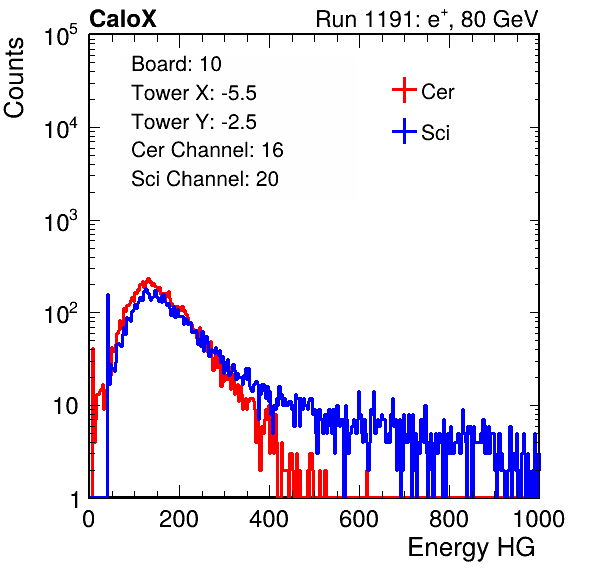 CaloX Run 1191: e⁺, 80 GeV
Counts
10⁵
10⁴
10³
10²
10
1
Board: 10
Tower X: -5.5
Tower Y: -2.5
Cer Channel: 16
Sci Channel: 20
Cer
Sci
0 200 400 600 800 1000
Energy HG